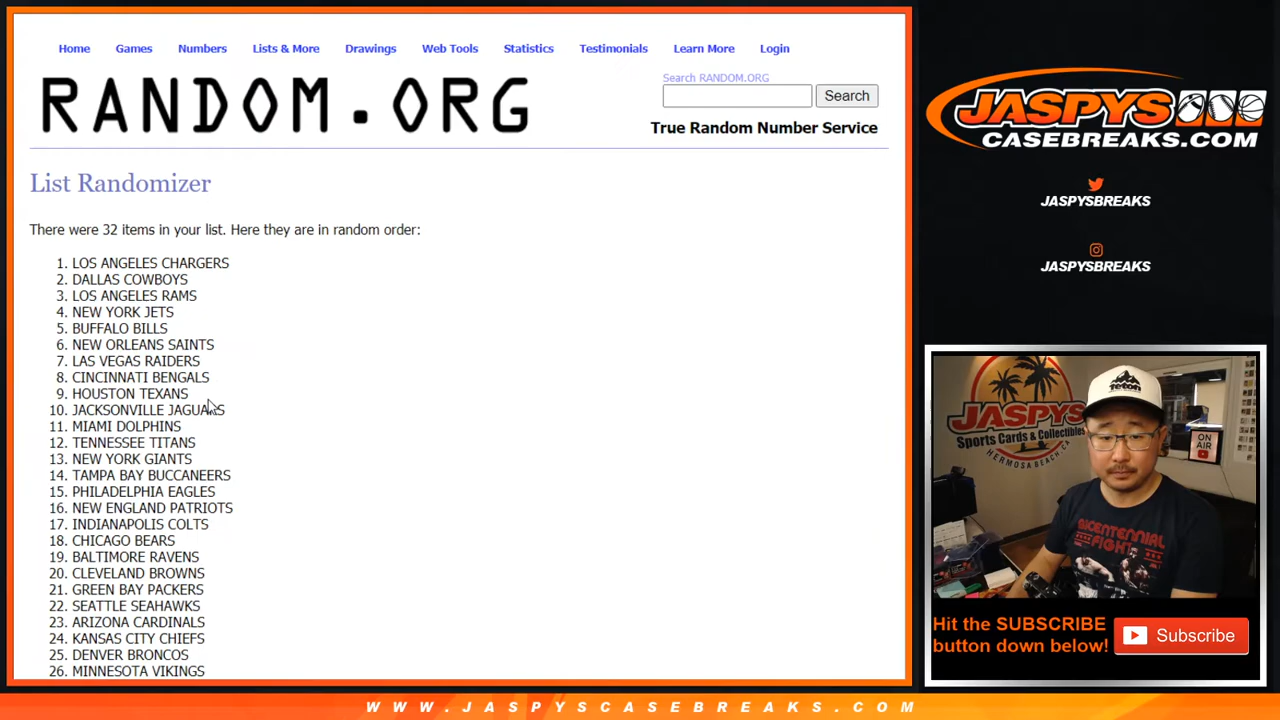 Home Games Numbers Lists & More Drawings Web Tools Statistics Testimonials Learn More Login
RANDOM.ORG
Search RANDOM.ORG
Search
True Random Number Service
List Randomizer
There were 32 items in your list. Here they are in random order:
1. LOS ANGELES CHARGERS
2. DALLAS COWBOYS
3. LOS ANGELES RAMS
4. NEW YORK JETS
5. BUFFALO BILLS
6. NEW ORLEANS SAINTS
7. LAS VEGAS RAIDERS
8. CINCINNATI BENGALS
9. HOUSTON TEXANS
10. JACKSONVILLE JAGUARS
11. MIAMI DOLPHINS
12. TENNESSEE TITANS
13. NEW YORK GIANTS
14. TAMPA BAY BUCCANEERS
15. PHILADELPHIA EAGLES
16. NEW ENGLAND PATRIOTS
17. INDIANAPOLIS COLTS
18. CHICAGO BEARS
19. BALTIMORE RAVENS
20. CLEVELAND BROWNS
21. GREEN BAY PACKERS
22. SEATTLE SEAHAWKS
23. ARIZONA CARDINALS
24. KANSAS CITY CHIEFS
25. DENVER BRONCOS
26. MINNESOTA VIKINGS
JASPYS
CASEBREAKS.COM
JASPYSBREAKS
JASPYSBREAKS
JASPYS
Sports Cards & Collectibles
HERMOSA BEACH, CA
Teton
ON
AIR
BICENTENNIAL
FIGHT
Hit the SUBSCRIBE
button down below!
Subscribe
WWW.JASPYSCASEBREAKS.COM